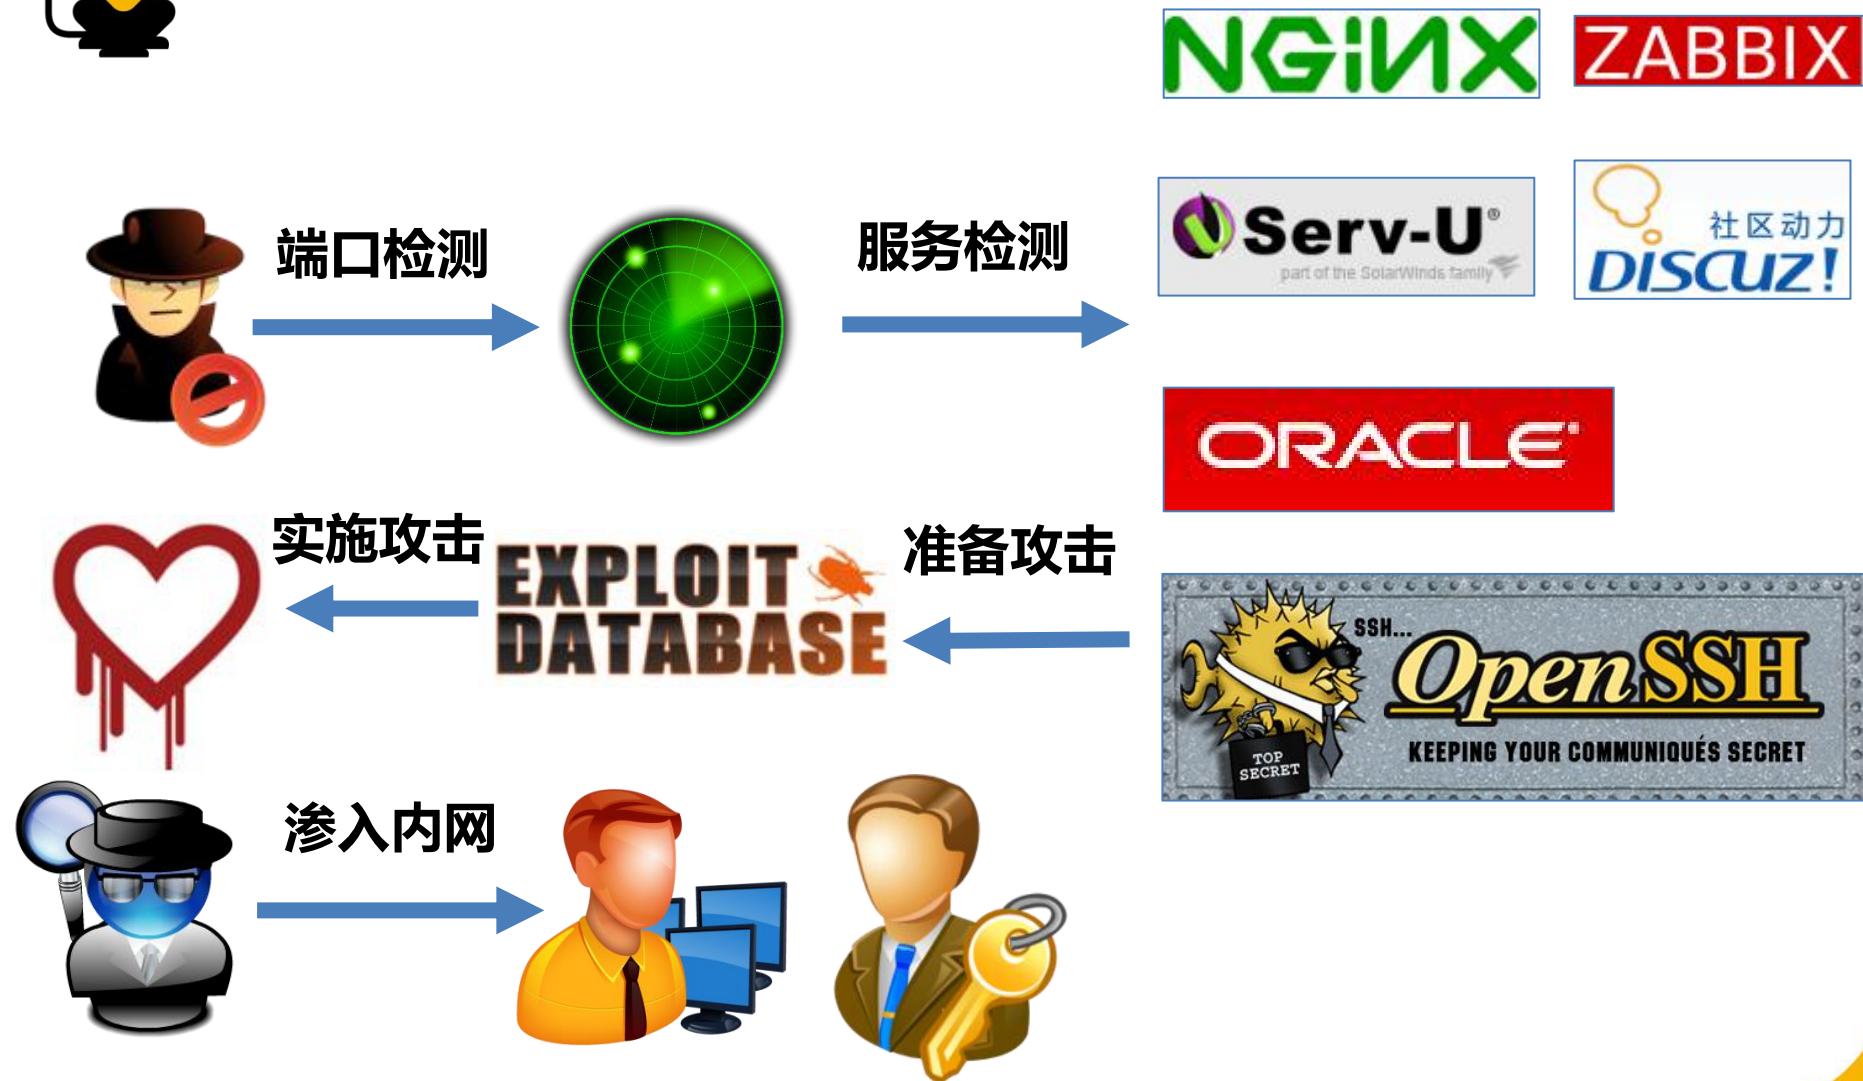 NGiNX
ZABBIX
端口检测
服务检测
Serv-U®
part of the SolarWinds family
社区动力
DISCUZ!
ORACLE®
实施攻击
EXPLOIT
DATABASE
准备攻击
SSH...
OpenSSH
KEEPING YOUR COMMUNIQUÉS SECRET
TOP
SECRET
渗入内网